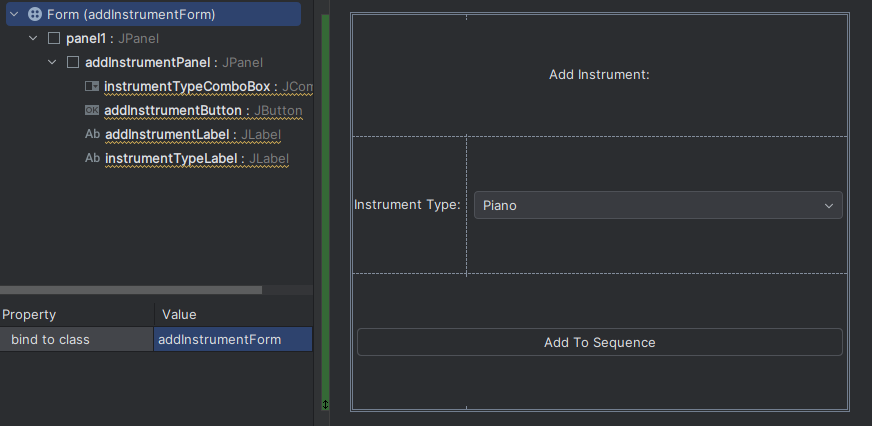 Form (addInstrumentForm)
panel1 : JPanel
addInstrumentPanel : JPanel
instrumentTypeComboBox : JCom
OK addInsttrumentButton : JButton
Ab addInstrumentLabel : JLabel
Ab instrumentTypeLabel : JLabel
Property Value
bind to class addInstrumentForm
Add Instrument:
Instrument Type: Piano
Add To Sequence